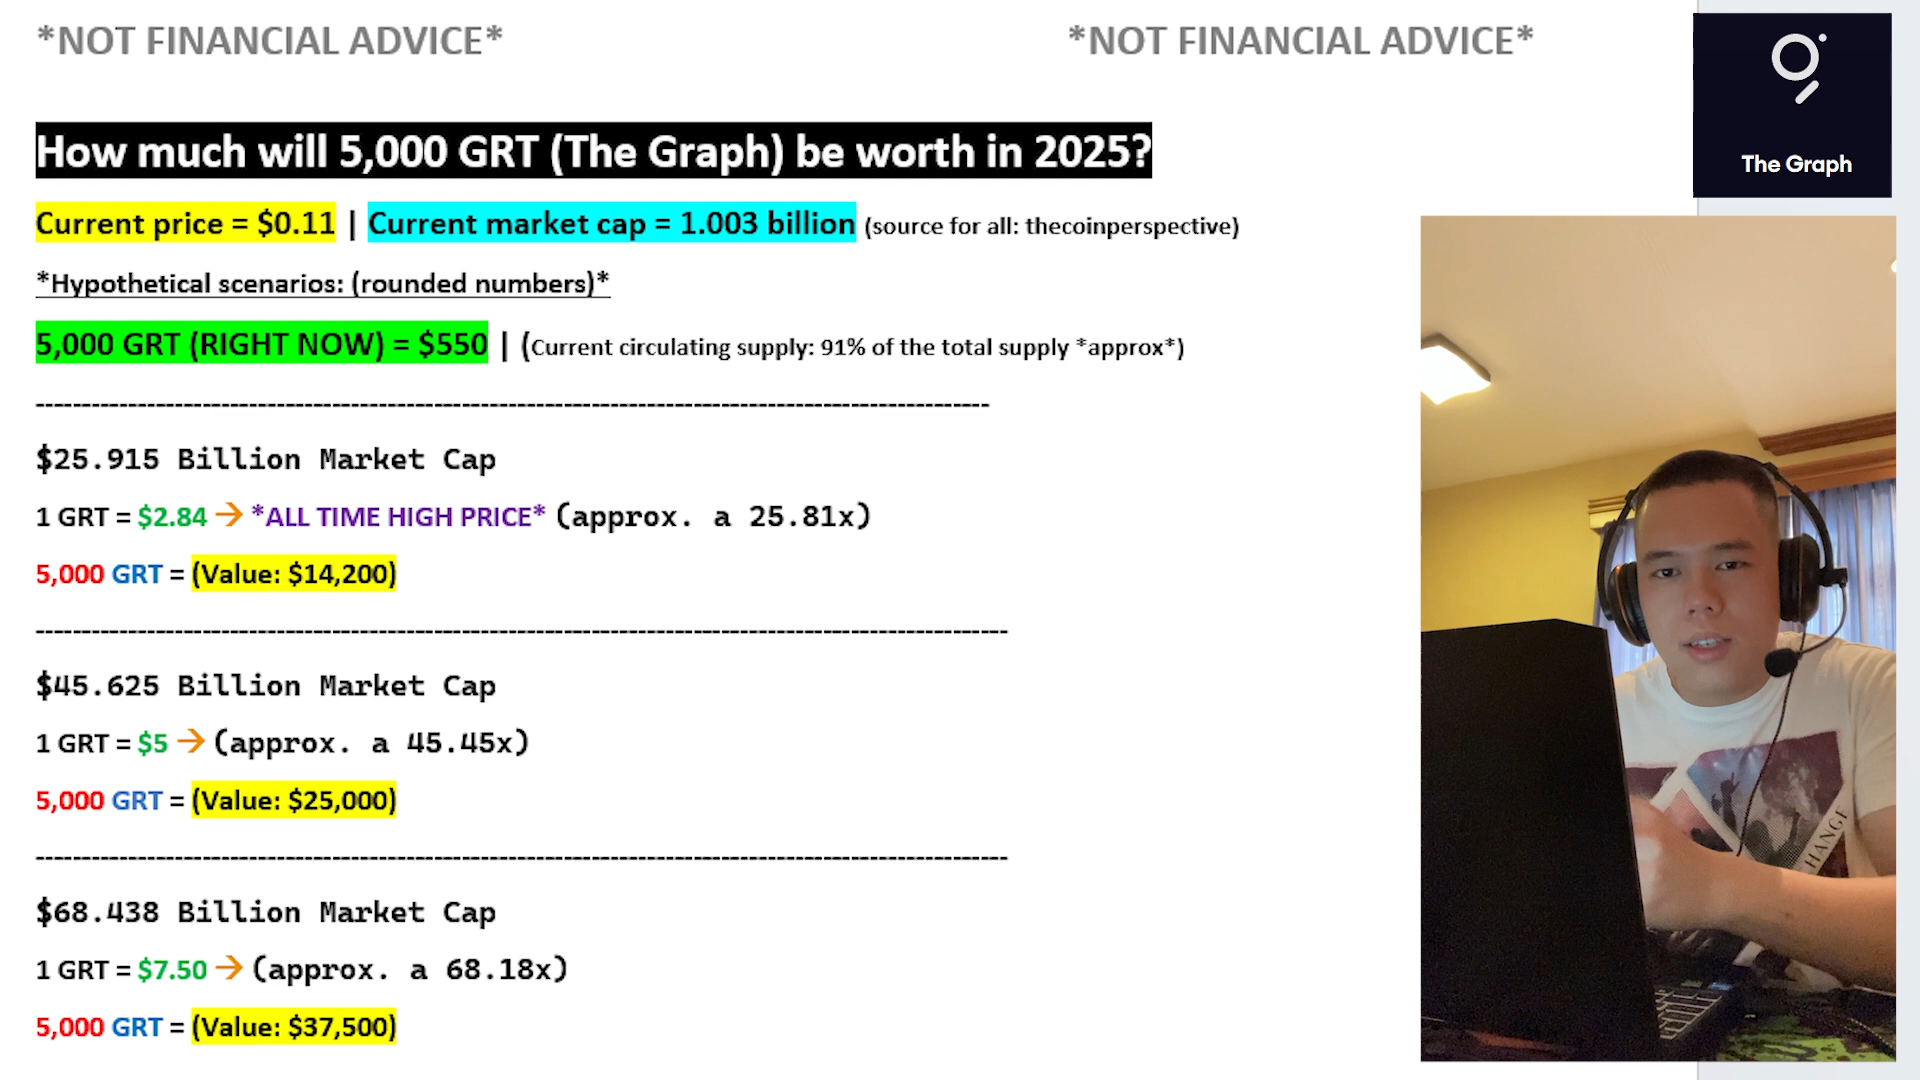 *NOT FINANCIAL ADVICE* *NOT FINANCIAL ADVICE*
The Graph
How much will 5,000 GRT (The Graph) be worth in 2025?
Current price = $0.11 | Current market cap = 1.003 billion (source for all: thecoinperspective)
*Hypothetical scenarios: (rounded numbers)*
5,000 GRT (RIGHT NOW) = $550 | (Current circulating supply: 91% of the total supply *approx*)
$25.915 Billion Market Cap
1 GRT = $2.84 → *ALL TIME HIGH PRICE* (approx. a 25.81x)
5,000 GRT = (Value: $14,200)
$45.625 Billion Market Cap
1 GRT = $5 → (approx. a 45.45x)
5,000 GRT = (Value: $25,000)
$68.438 Billion Market Cap
1 GRT = $7.50 → (approx. a 68.18x)
5,000 GRT = (Value: $37,500)
HANGE